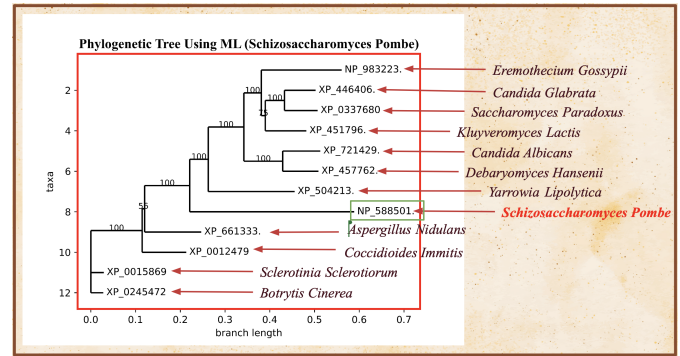 Phylogenetic Tree Using ML (Schizosaccharomyces Pombe)
NP_983223. Eremothecium Gossypii
100 2 XP_446406. Candida Glabrata
100
75 XP_0337680 Saccharomyces Paradoxus
100 4 XP_451796. Kluyveromyces Lactis
XP_721429. Candida Albicans
100 100
6 XP_457762. Debaryomyces Hansenii
taxa
100 XP_504213. Yarrowia Lipolytica
8 NP_588501. Schizosaccharomyces Pombe
100 XP_661333. Aspergillus Nidulans
10 XP_0012479 Coccidioides Immitis
XP_0015869 Sclerotinia Sclerotiorum
12 XP_0245472 Botrytis Cinerea
0.0 0.1 0.2 0.3 0.4 0.5 0.6 0.7
branch length